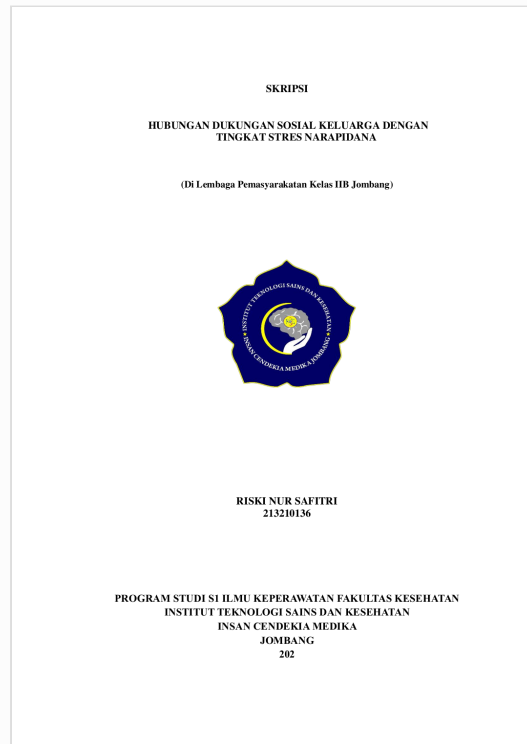 SKRIPSI
HUBUNGAN DUKUNGAN SOSIAL KELUARGA DENGAN
TINGKAT STRES NARAPIDANA
(Di Lembaga Pemasyarakatan Kelas IIB Jombang)
INSTITUT TEKNOLOGI SAINS DAN KESEHATAN
INSAN CENDEKIA MEDIKA JOMBANG
RISKI NUR SAFITRI
213210136
PROGRAM STUDI S1 ILMU KEPERAWATAN FAKULTAS KESEHATAN
INSTITUT TEKNOLOGI SAINS DAN KESEHATAN
INSAN CENDEKIA MEDIKA
JOMBANG
202